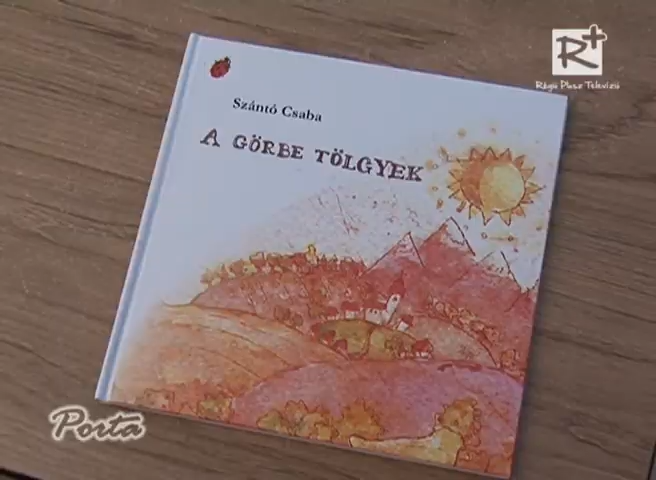 R+
Régió Plusz Televízió
Szántó Csaba
A GÖRBE TÖLGYEK
Porta